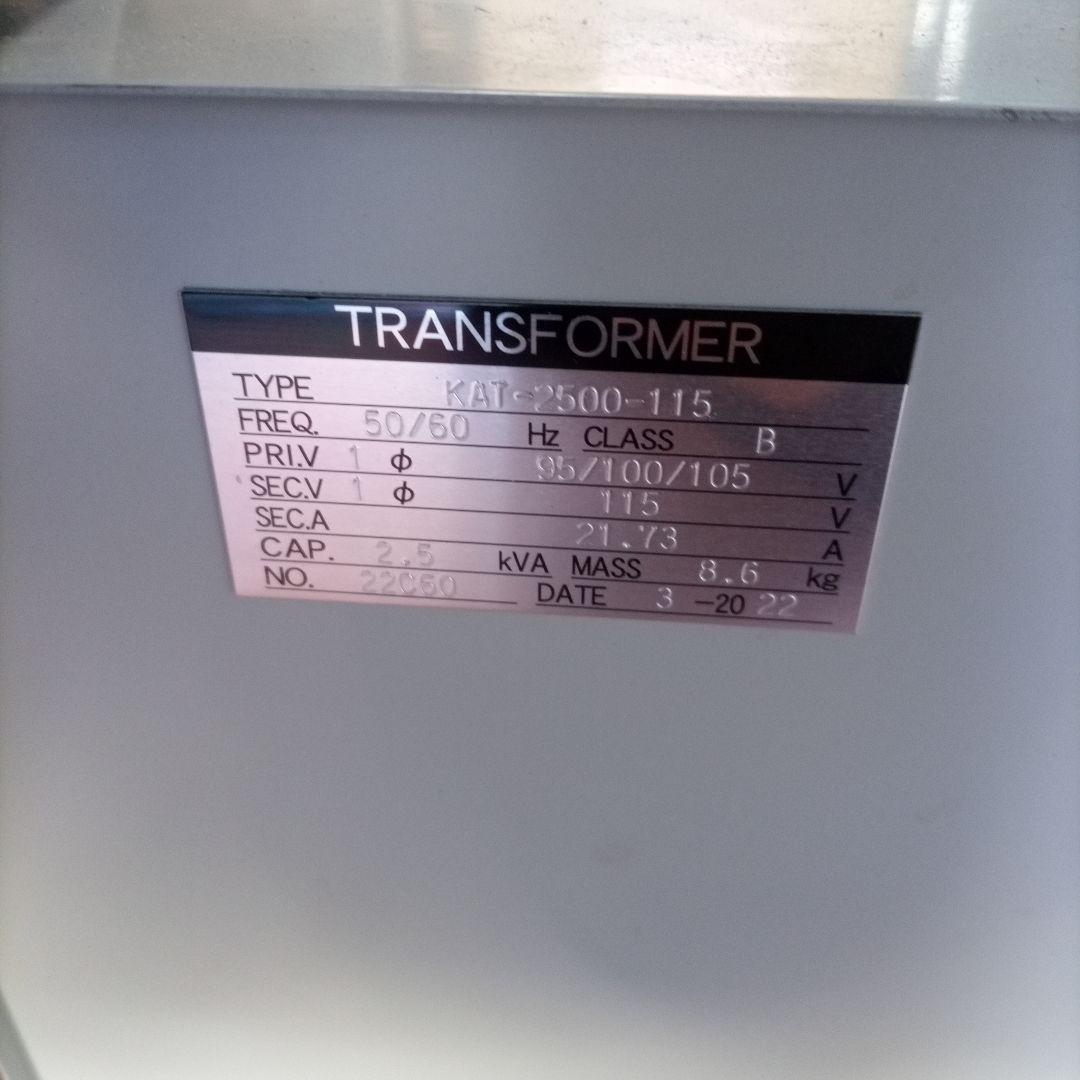 TRANSFORMER
TYPE KAT-2500-115
FREQ. 50/60 Hz CLASS B
PRI.V 1 ϕ 95/100/105 V
SEC.V 1 ϕ 115 V
SEC.A 21.73 A
CAP. 2.5 kVA MASS 8.6 kg
NO. 22C60 DATE 3 -2022